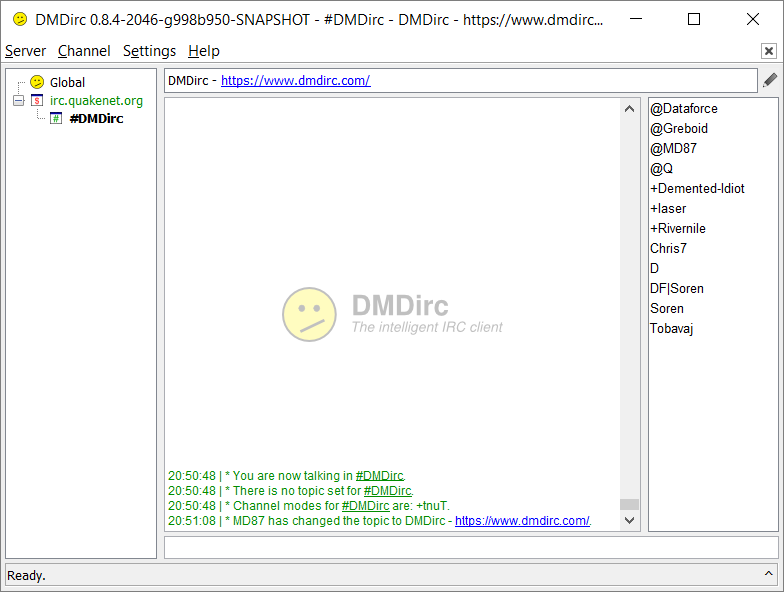 DMDirc 0.8.4-2046-g998b950-SNAPSHOT - #DMDirc - DMDirc - https://www.dmdirc...
Server Channel Settings Help
Global
irc.quakenet.org
#DMDirc
DMDirc - https://www.dmdirc.com/
DMDirc
The intelligent IRC client
20:50:48 | * You are now talking in #DMDirc.
20:50:48 | * There is no topic set for #DMDirc.
20:50:48 | * Channel modes for #DMDirc are: +tnuT.
20:51:08 | * MD87 has changed the topic to DMDirc - https://www.dmdirc.com/.
@Dataforce
@Greboid
@MD87
@Q
+Demented-Idiot
+laser
+Rivernile
Chris7
D
DF|Soren
Soren
Tobavaj
Ready.